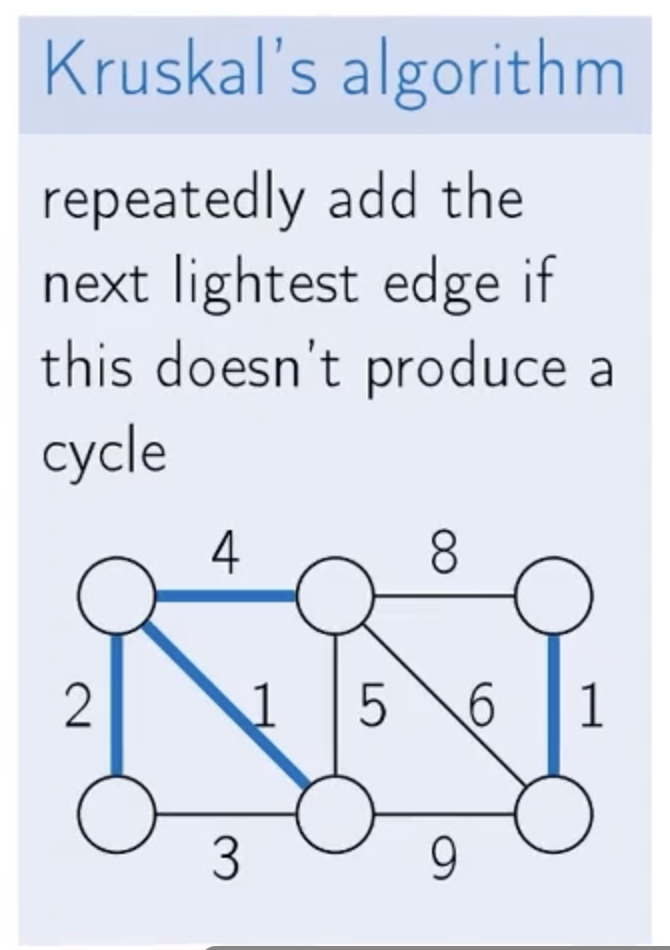 Kruskal's algorithm
repeatedly add the
next lightest edge if
this doesn't produce a
cycle
4 8
2 1 5 6 1
3 9